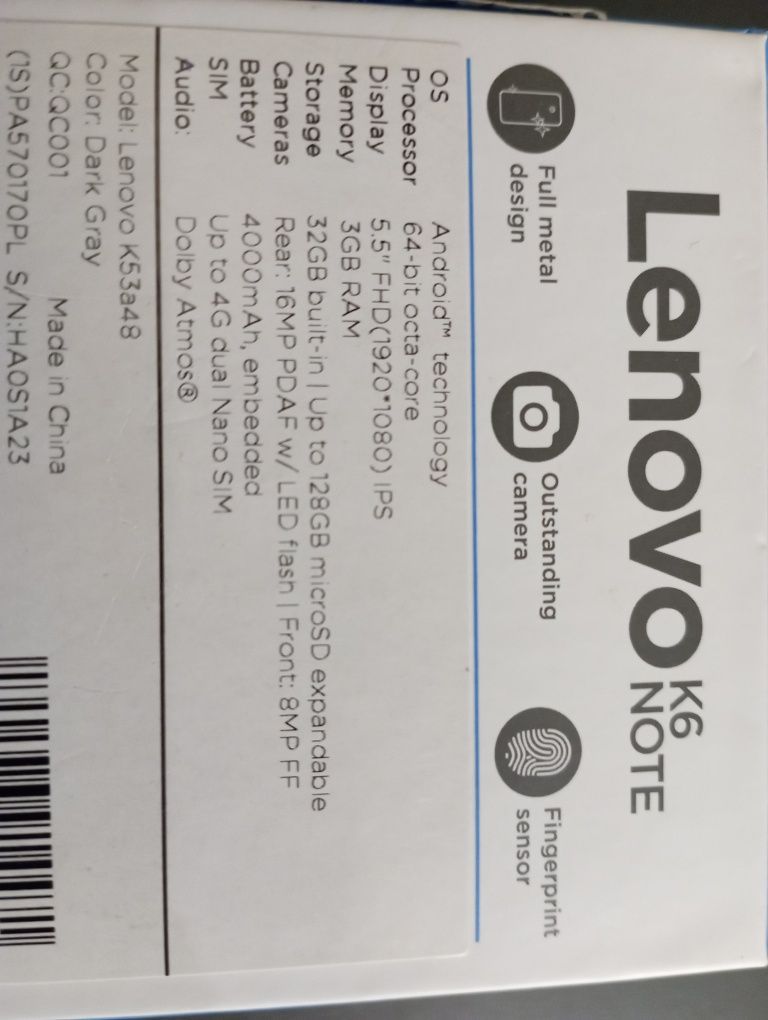 Lenovo K6 NOTE
Full metal design
Outstanding camera
Fingerprint sensor
OS Android™ technology
Processor 64-bit octa-core
Display 5.5" FHD(1920*1080) IPS
Memory 3GB RAM
Storage 32GB built-in | Up to 128GB microSD expandable
Cameras Rear: 16MP PDAF w/ LED flash | Front: 8MP FF
Battery 4000mAh, embedded
SIM Up to 4G dual Nano SIM
Audio: Dolby Atmos®
Model: Lenovo K53a48
Color: Dark Gray
QC:QC001 Made in China
(1S)PA570170PL S/N:HA0S1A23